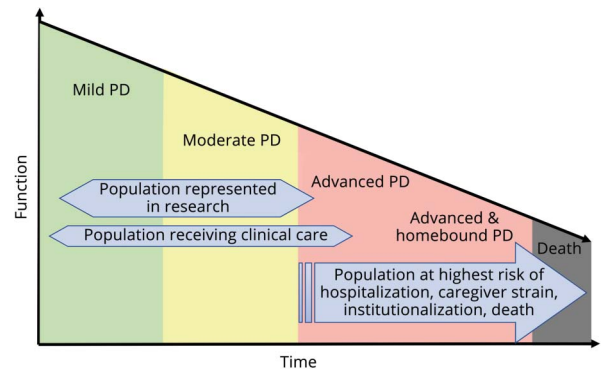 Mild PD
Moderate PD
Advanced PD
Population represented
in research
Advanced &
homebound PD
Population receiving clinical care
Death
Population at highest risk of
hospitalization, caregiver strain,
institutionalization, death
Function
Time